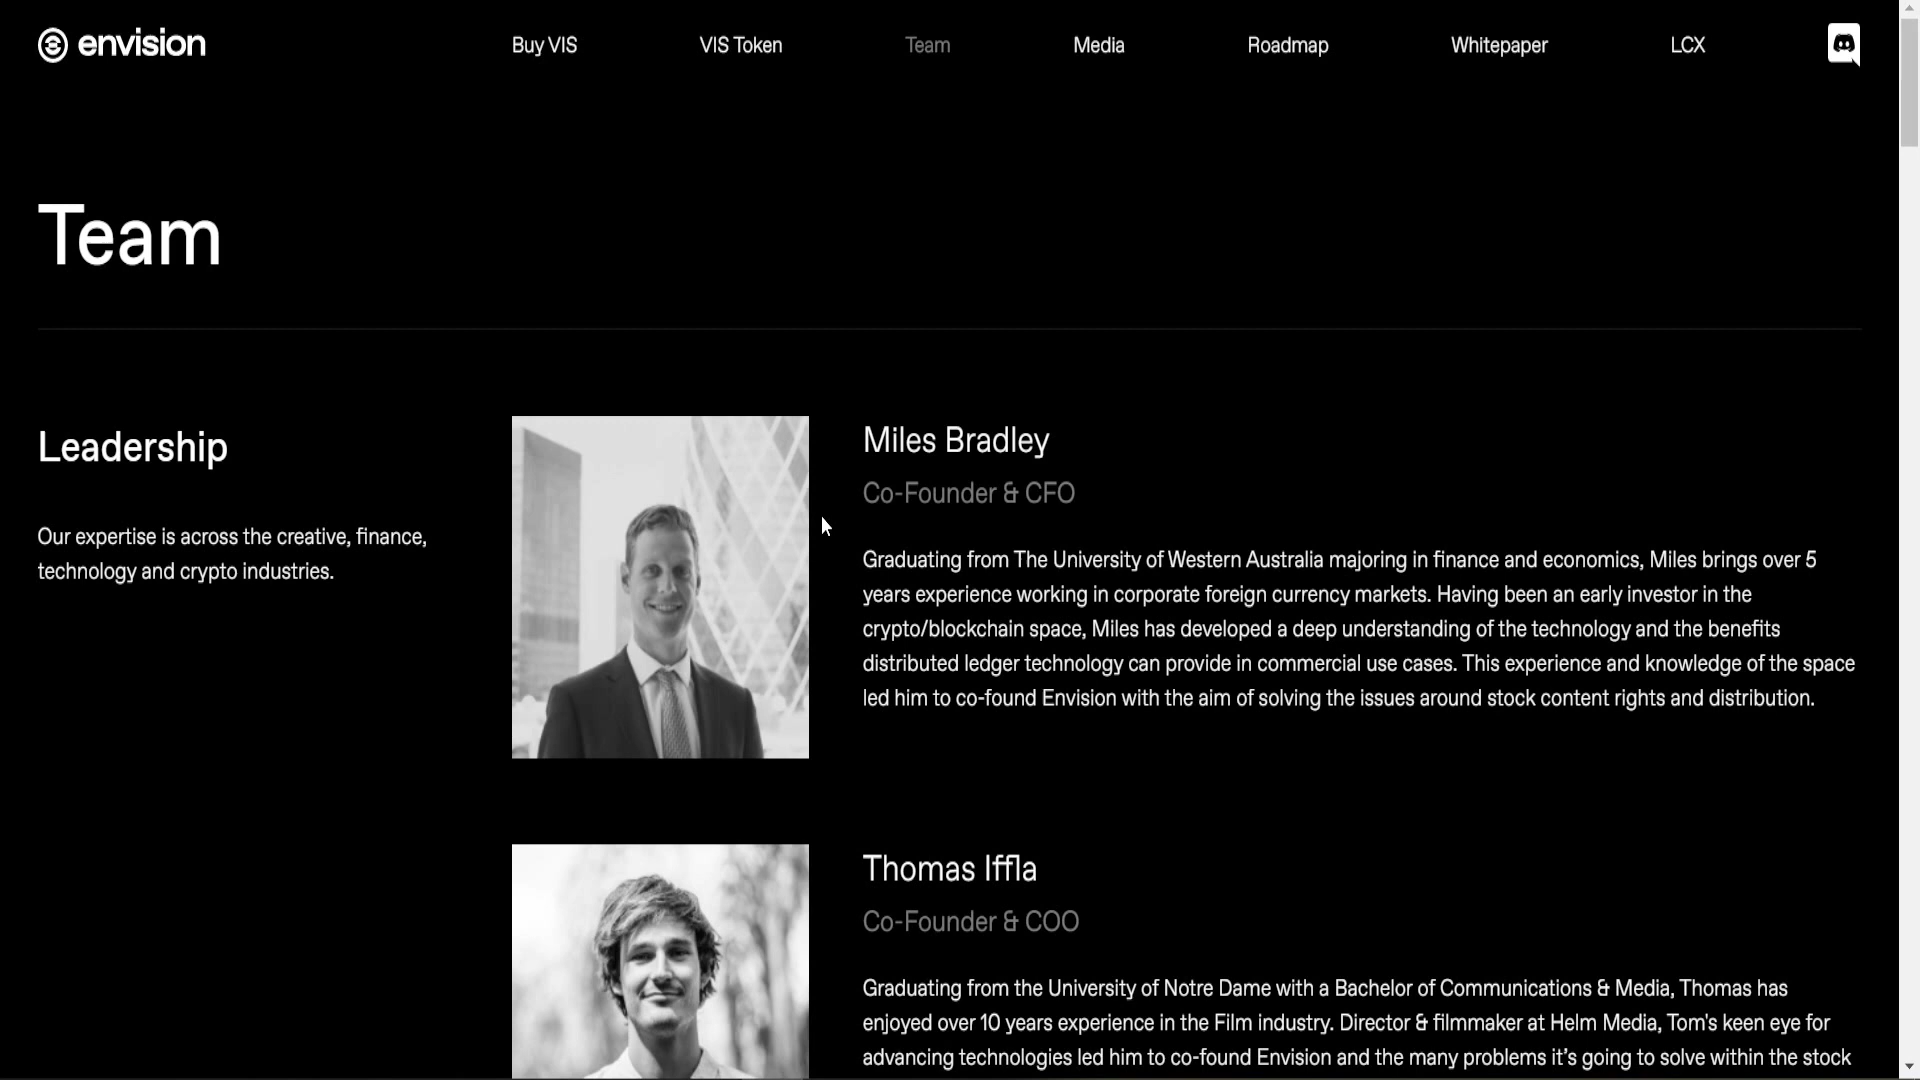 envision
Buy VIS
VIS Token
Team
Media
Roadmap
Whitepaper
LCX
Team
Leadership
Our expertise is across the creative, finance,
technology and crypto industries.
Miles Bradley
Co-Founder & CFO
Graduating from The University of Western Australia majoring in finance and economics, Miles brings over 5
years experience working in corporate foreign currency markets. Having been an early investor in the
crypto/blockchain space, Miles has developed a deep understanding of the technology and the benefits
distributed ledger technology can provide in commercial use cases. This experience and knowledge of the space
led him to co-found Envision with the aim of solving the issues around stock content rights and distribution.
Thomas Iffla
Co-Founder & COO
Graduating from the University of Notre Dame with a Bachelor of Communications & Media, Thomas has
enjoyed over 10 years experience in the Film industry. Director & filmmaker at Helm Media, Tom's keen eye for
advancing technologies led him to co-found Envision and the many problems it’s going to solve within the stock